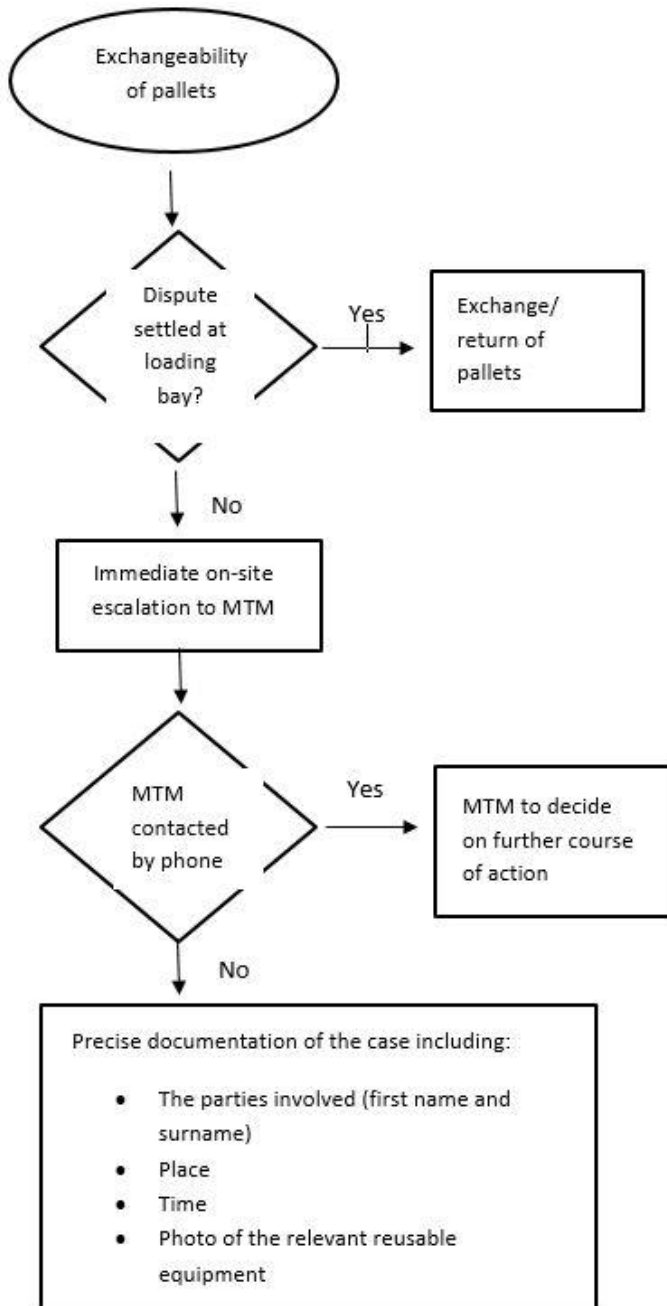 Exchangeability
of pallets
Dispute
settled at
loading
bay?
Yes
Exchange/
return of
pallets
No
Immediate on-site
escalation to MTM
MTM
contacted
by phone
Yes
MTM to decide
on further course
of action
No
Precise documentation of the case including:
• The parties involved (first name and
surname)
• Place
• Time
• Photo of the relevant reusable
equipment